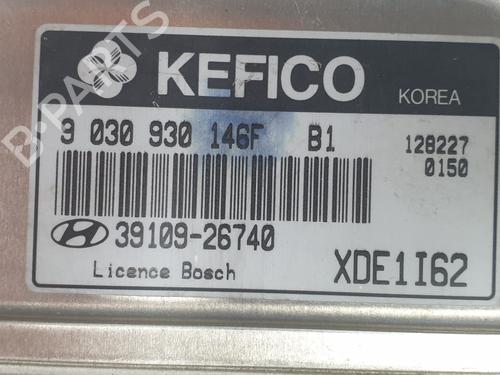 KEFICO KOREA
9 030 930 146F B1 128227
0150
39109-26740
Licence Bosch XDE1I62
B-PARTS